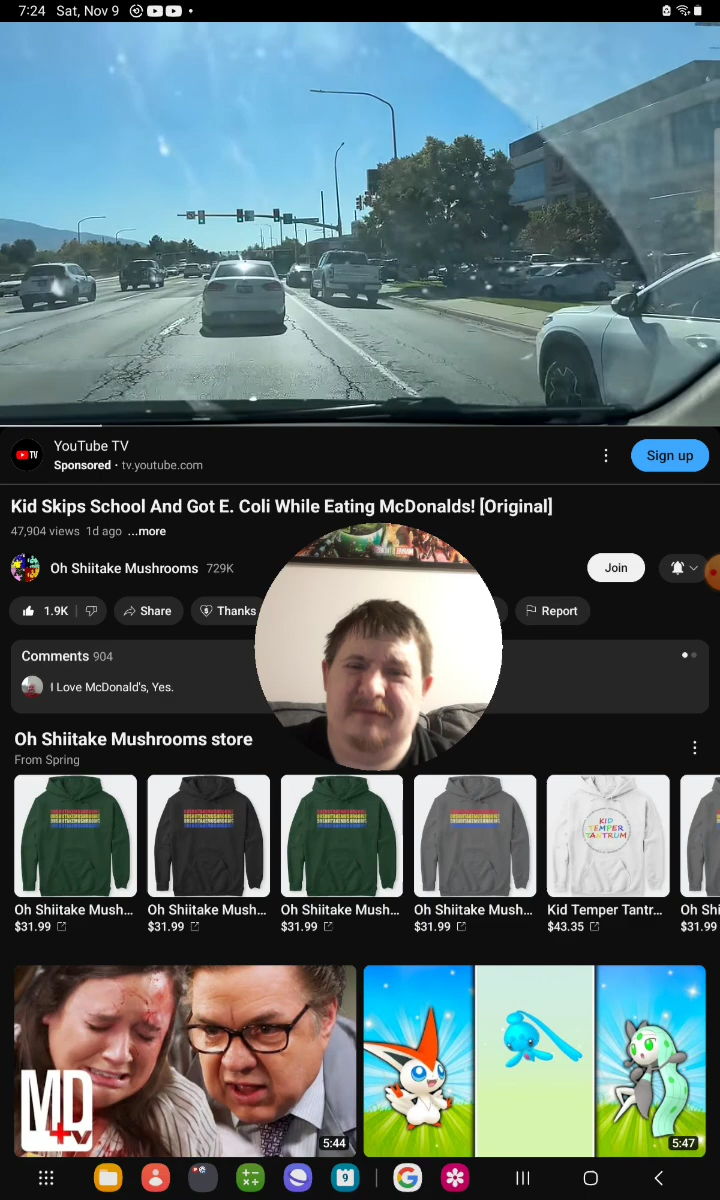 7:24 Sat, Nov 9
YouTube TV
Sponsored · tv.youtube.com
Sign up
Kid Skips School And Got E. Coli While Eating McDonalds! [Original]
47,904 views 1d ago ...more
Oh Shiitake Mushrooms 729K
Join
1.9K
Share
Thanks
Report
Comments 904
I Love McDonald's, Yes.
Oh Shiitake Mushrooms store
From Spring
KID
TEMPER
TANTRUM
Oh Shiitake Mush...
$31.99
Oh Shiitake Mush...
$31.99
Oh Shiitake Mush...
$31.99
Oh Shiitake Mush...
$31.99
Kid Temper Tantr...
$43.35
Oh Shi
$31.99
MD
tv
5:44
5:47
9